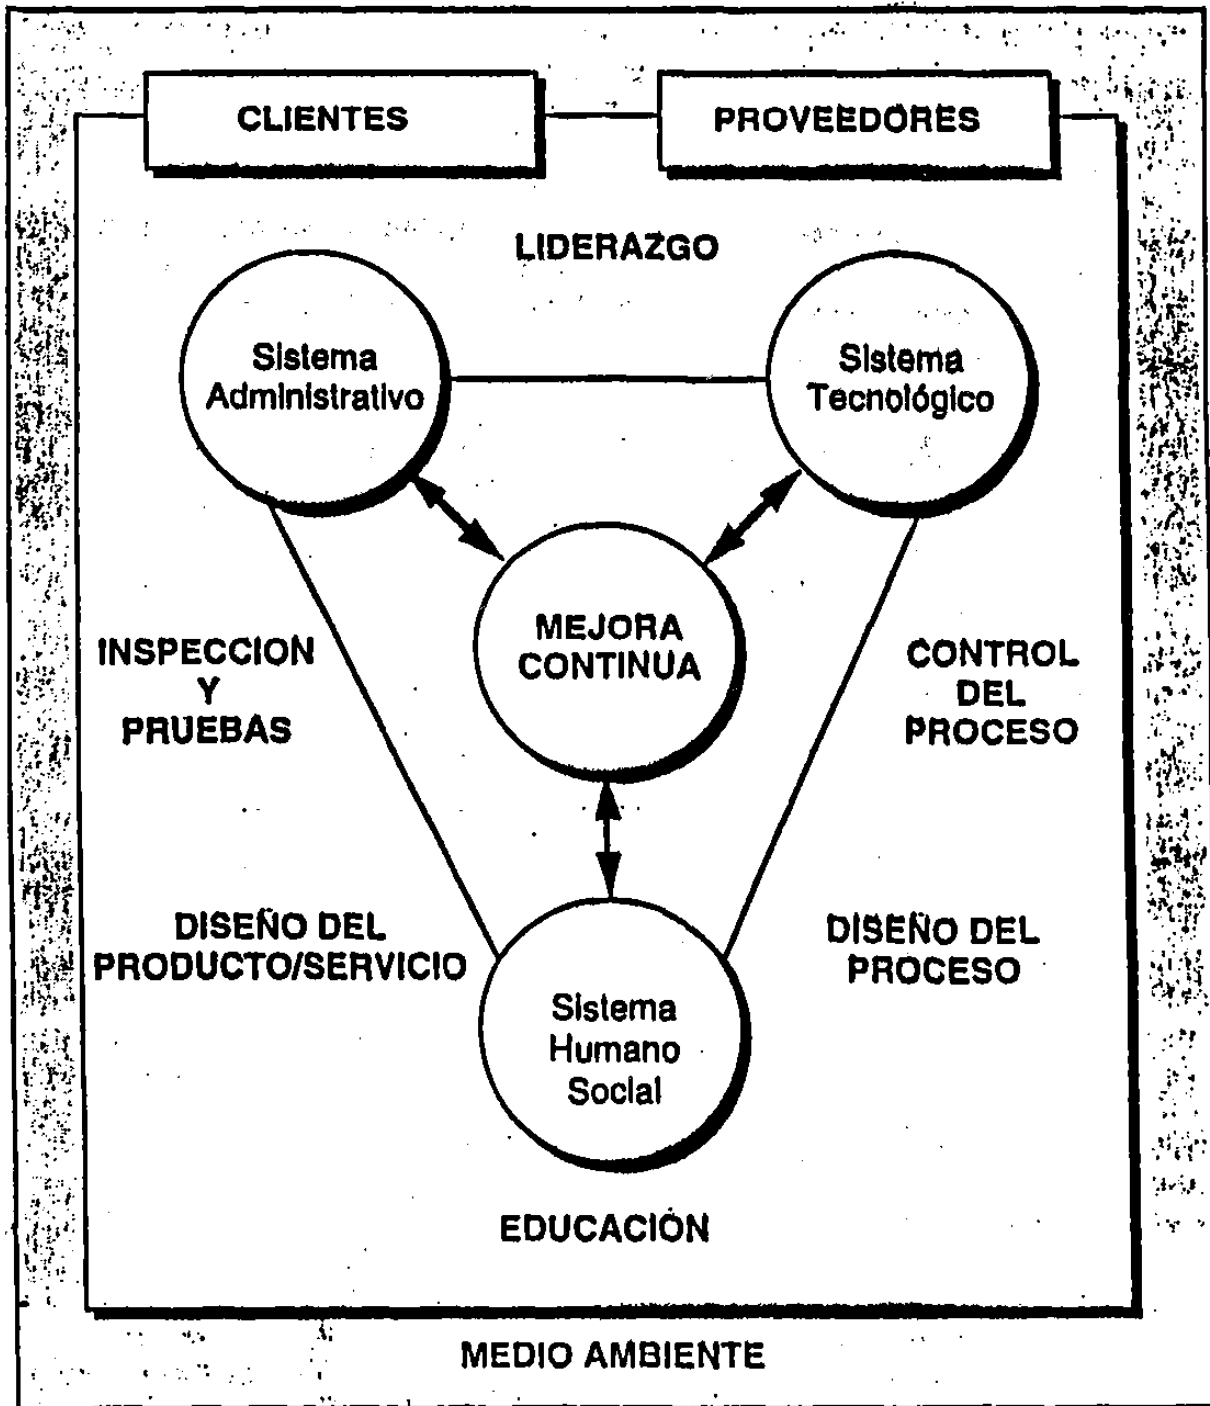 CLIENTES
PROVEEDORES
LIDERAZGO
Sistema
Administrativo
Sistema
Tecnológico
MEJORA
CONTINUA
INSPECCION
Y
PRUEBAS
CONTROL
DEL
PROCESO
DISEÑO DEL
PRODUCTO/SERVICIO
DISEÑO DEL
PROCESO
Sistema
Humano
Social
EDUCACIÓN
MEDIO AMBIENTE